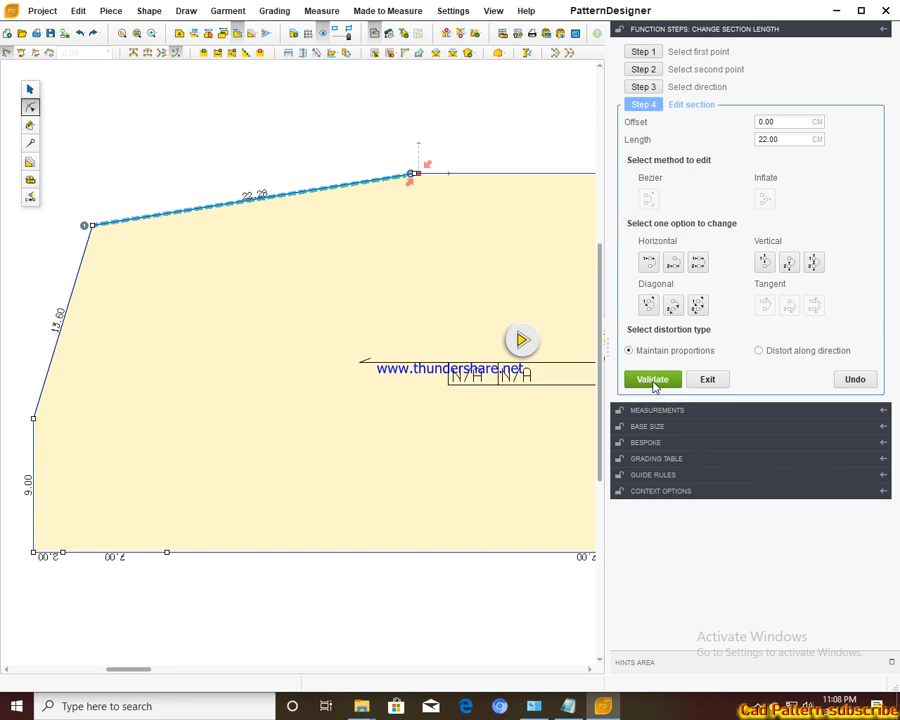 Project Edit Piece Shape Draw Garment Grading Measure Made to Measure Settings View Help PatternDesigner
FUNCTION STEPS: CHANGE SECTION LENGTH
Step 1 Select first point
Step 2 Select second point
Step 3 Select direction
Step 4 Edit section
Offset 0.00 CM
Length 22.00 CM
Select method to edit
Bezier Inflate
Select one option to change
Horizontal Vertical
Diagonal Tangent
Select distortion type
Maintain proportions Distort along direction
Validate Exit Undo
MEASUREMENTS
BASE SIZE
BESPOKE
GRADING TABLE
GUIDE RULES
CONTEXT OPTIONS
22.28
1
13.60
www.thundershare.net
N/A N/A
9.00
2.00 7.00
Activate Windows
Go to Settings to activate Windows.
HINTS AREA
Type here to search
11:08 PM
Cad Pattern subscribe